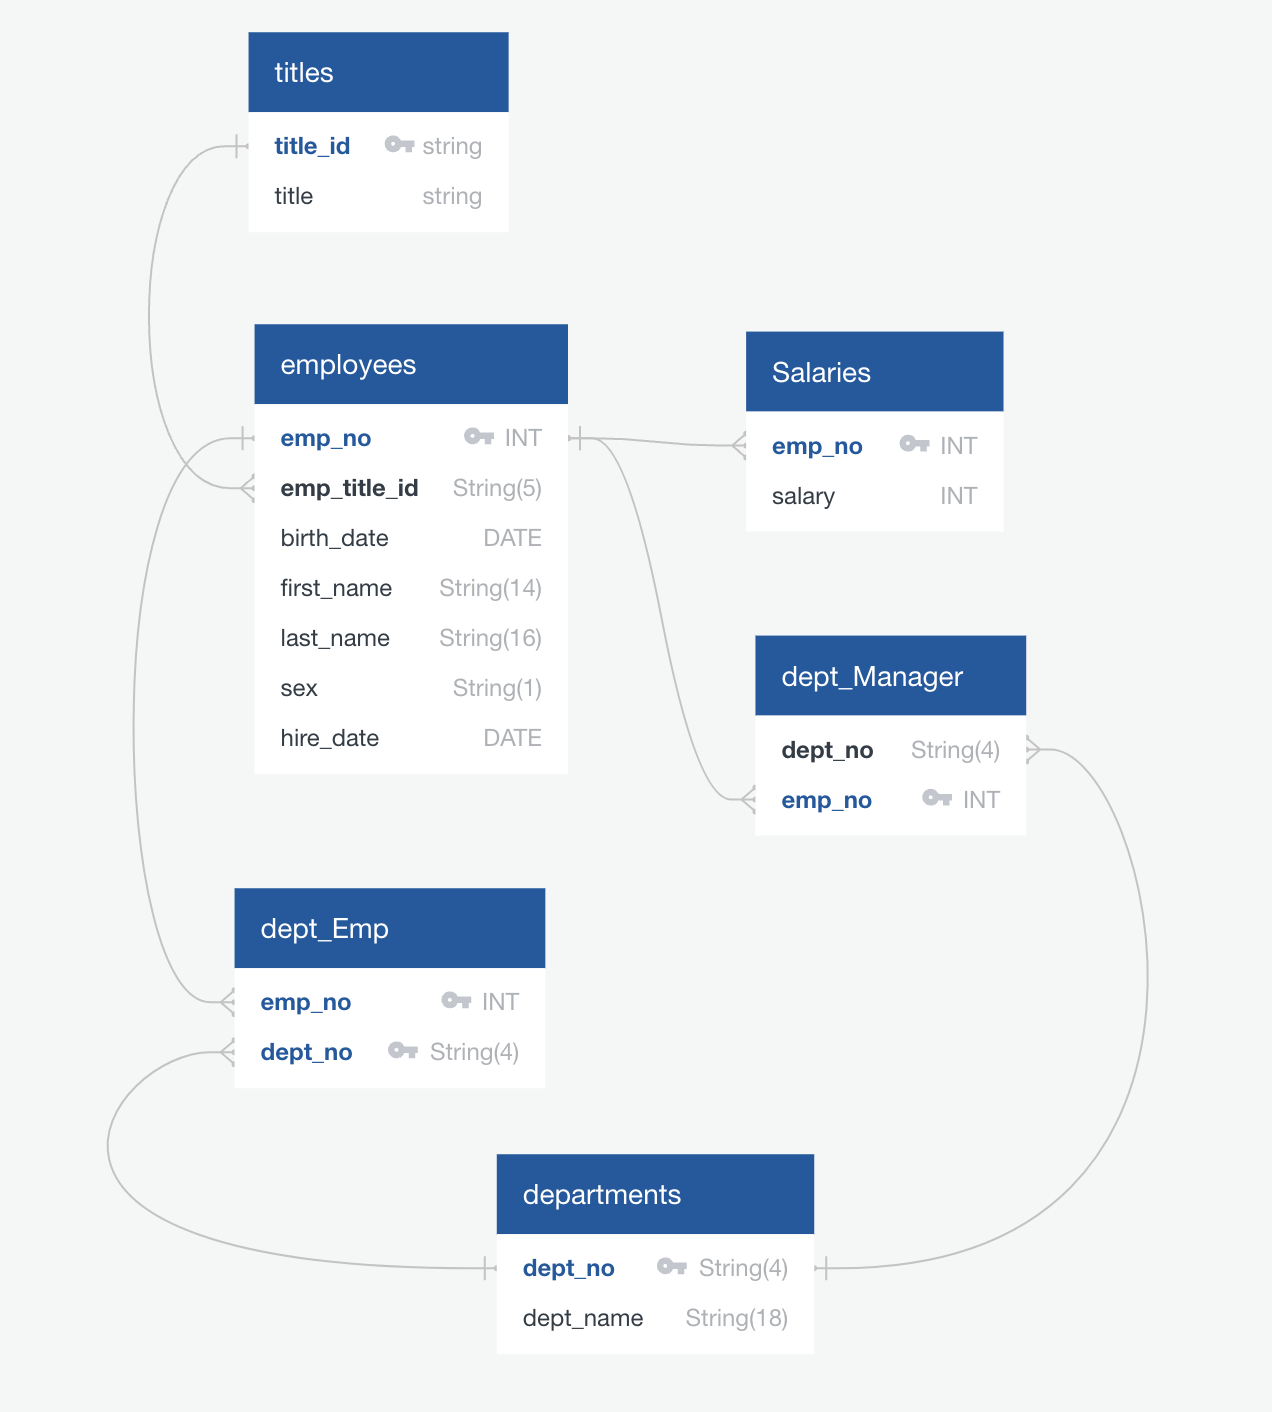 titles
title_id string
title string
employees
emp_no INT
emp_title_id String(5)
birth_date DATE
first_name String(14)
last_name String(16)
sex String(1)
hire_date DATE
Salaries
emp_no INT
salary INT
dept_Manager
dept_no String(4)
emp_no INT
dept_Emp
emp_no INT
dept_no String(4)
departments
dept_no String(4)
dept_name String(18)